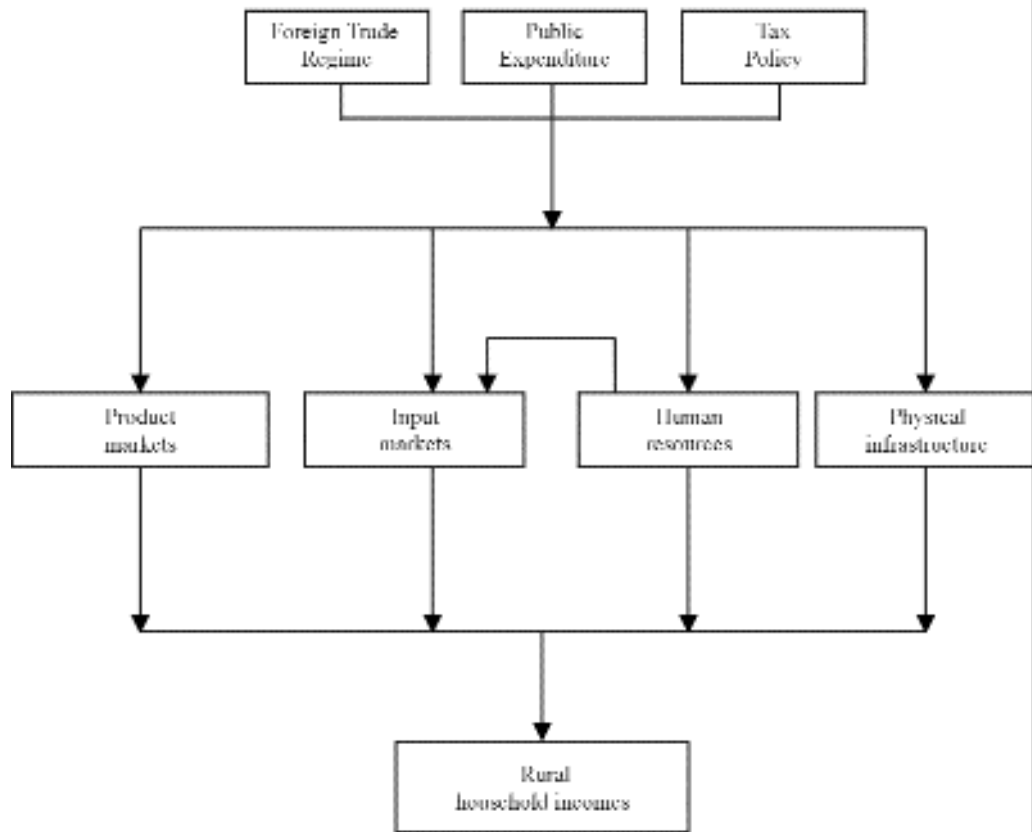 Foreign Trade
Regime
Public
Expenditure
Tax
Policy
Product
markets
Input
markets
Human
resources
Physical
infrastructure
Rural
household incomes